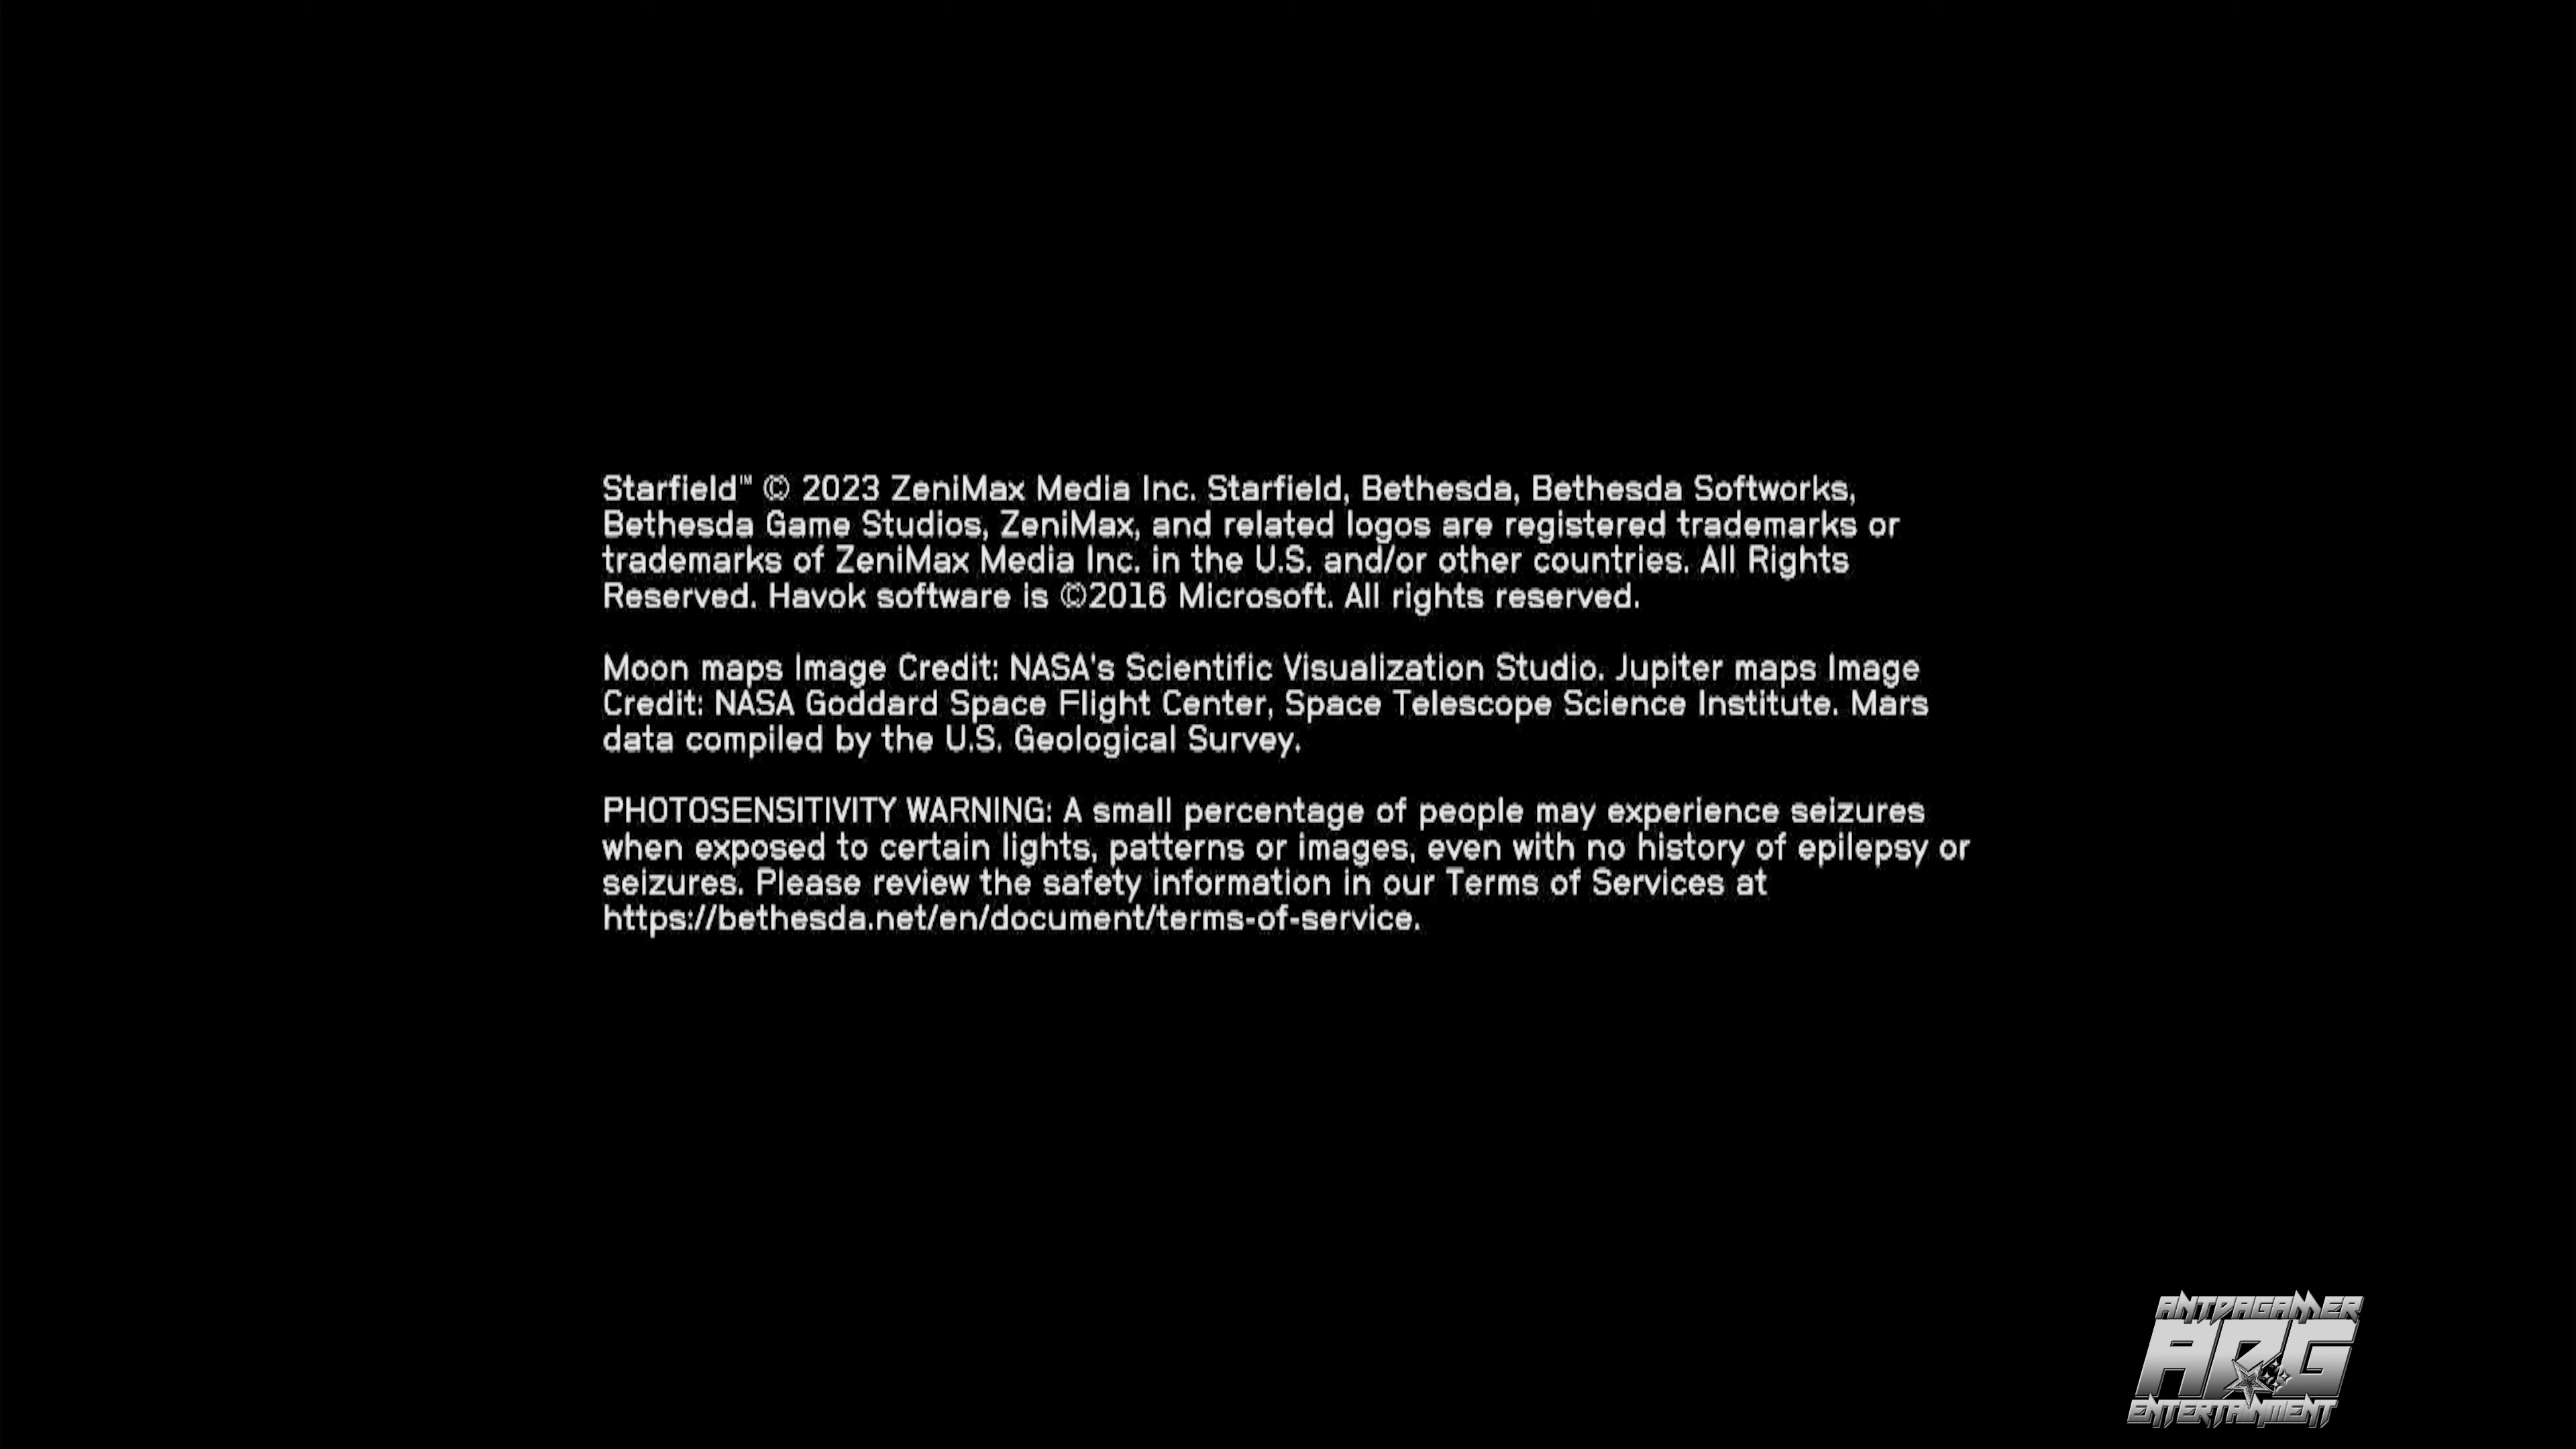 Starfield™ © 2023 ZeniMax Media Inc. Starfield, Bethesda, Bethesda Softworks,
Bethesda Game Studios, ZeniMax, and related logos are registered trademarks or
trademarks of ZeniMax Media Inc. in the U.S. and/or other countries. All Rights
Reserved. Havok software is ©2016 Microsoft. All rights reserved.
Moon maps Image Credit: NASA's Scientific Visualization Studio. Jupiter maps Image
Credit: NASA Goddard Space Flight Center, Space Telescope Science Institute. Mars
data compiled by the U.S. Geological Survey.
PHOTOSENSITIVITY WARNING: A small percentage of people may experience seizures
when exposed to certain lights, patterns or images, even with no history of epilepsy or
seizures. Please review the safety information in our Terms of Services at
https://bethesda.net/en/document/terms-of-service.
ANTDAGAMER
ADG
ENTERTAINMENT